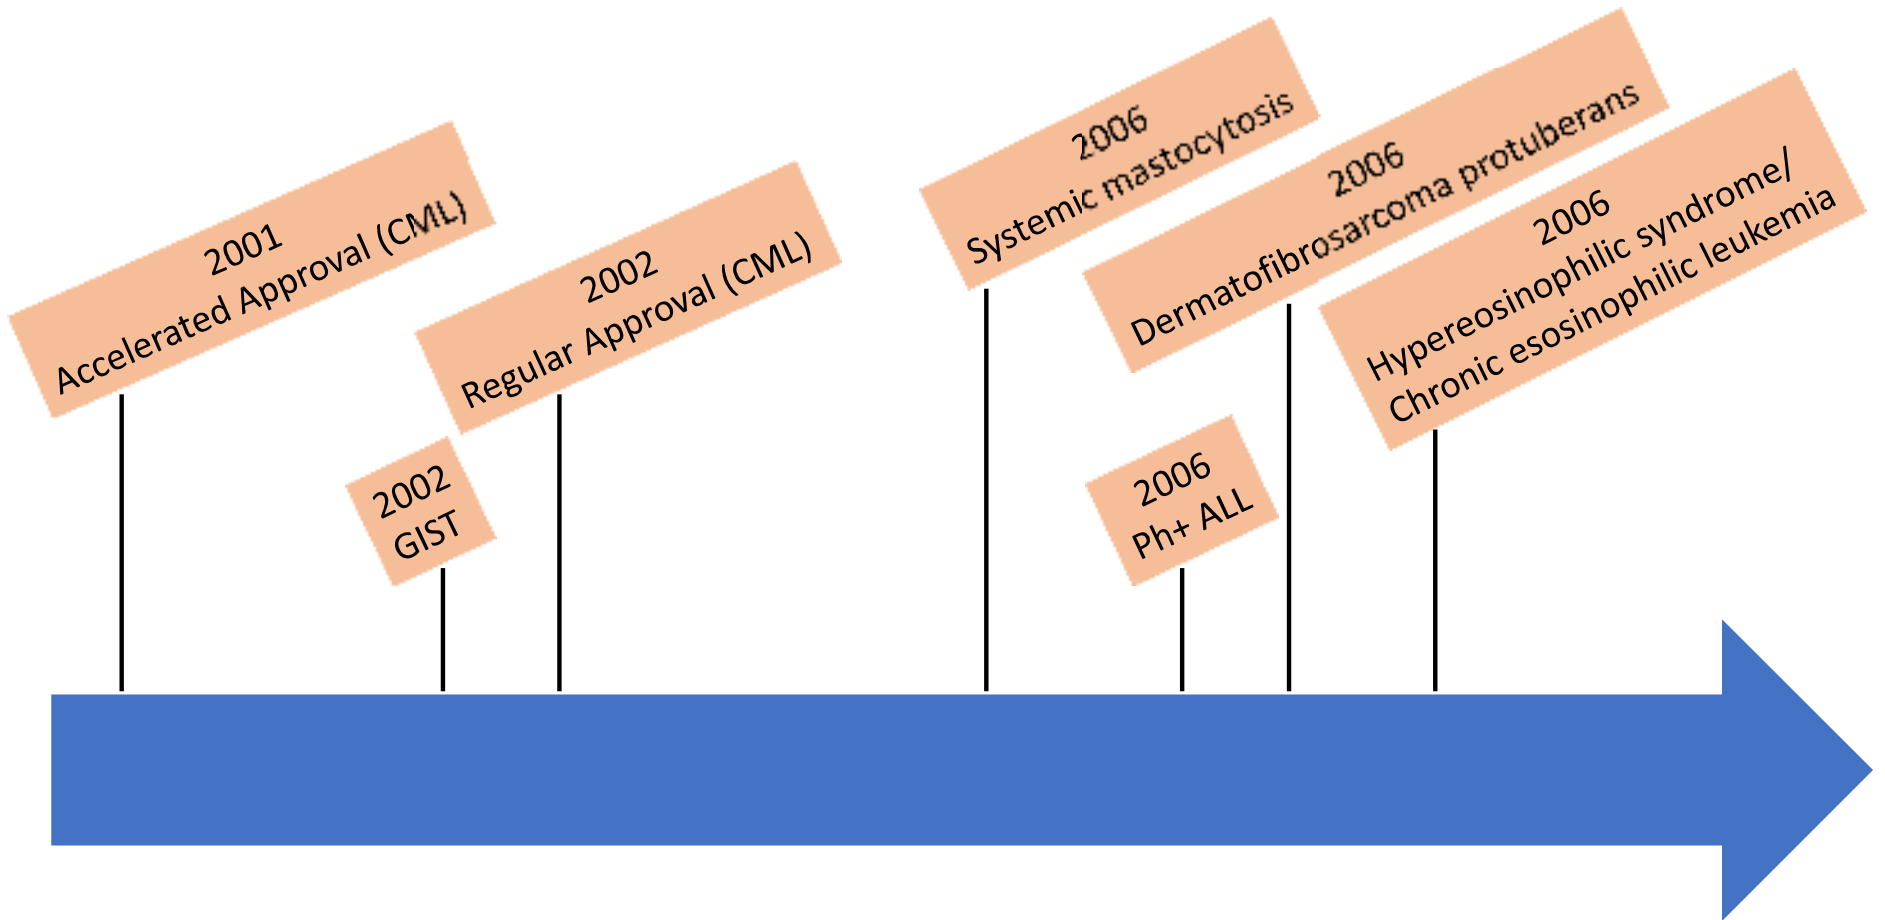 2001
Accelerated Approval (CML)
2002
GIST
2002
Regular Approval (CML)
2006
Systemic mastocytosis
2006
Ph+ ALL
2006
Dermatofibrosarcoma protuberans
2006
Hypereosinophilic syndrome/
Chronic esosinophilic leukemia